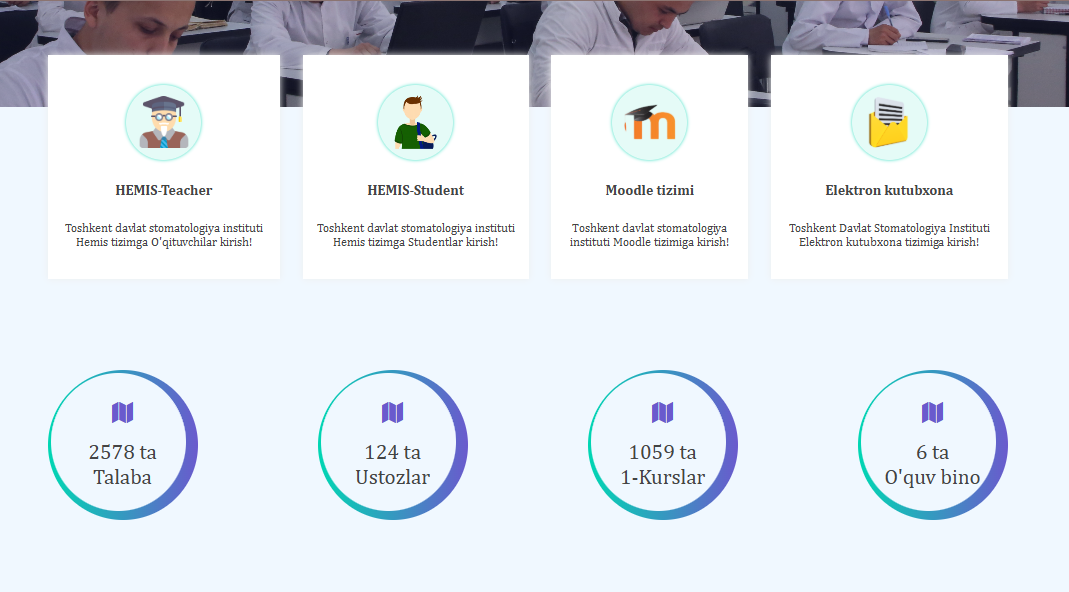 HEMIS-Teacher
Toshkent davlat stomatologiya instituti
Hemis tizimga O'qituvchilar kirish!
HEMIS-Student
Toshkent davlat stomatologiya instituti
Hemis tizimga Studentlar kirish!
Moodle tizimi
Toshkent davlat stomatologiya
instituti Moodle tizimiga kirish!
Elektron kutubxona
Toshkent Davlat Stomatologiya Instituti
Elektron kutubxona tizimiga kirish!
2578 ta
Talaba
124 ta
Ustozlar
1059 ta
1-Kurslar
6 ta
O'quv bino